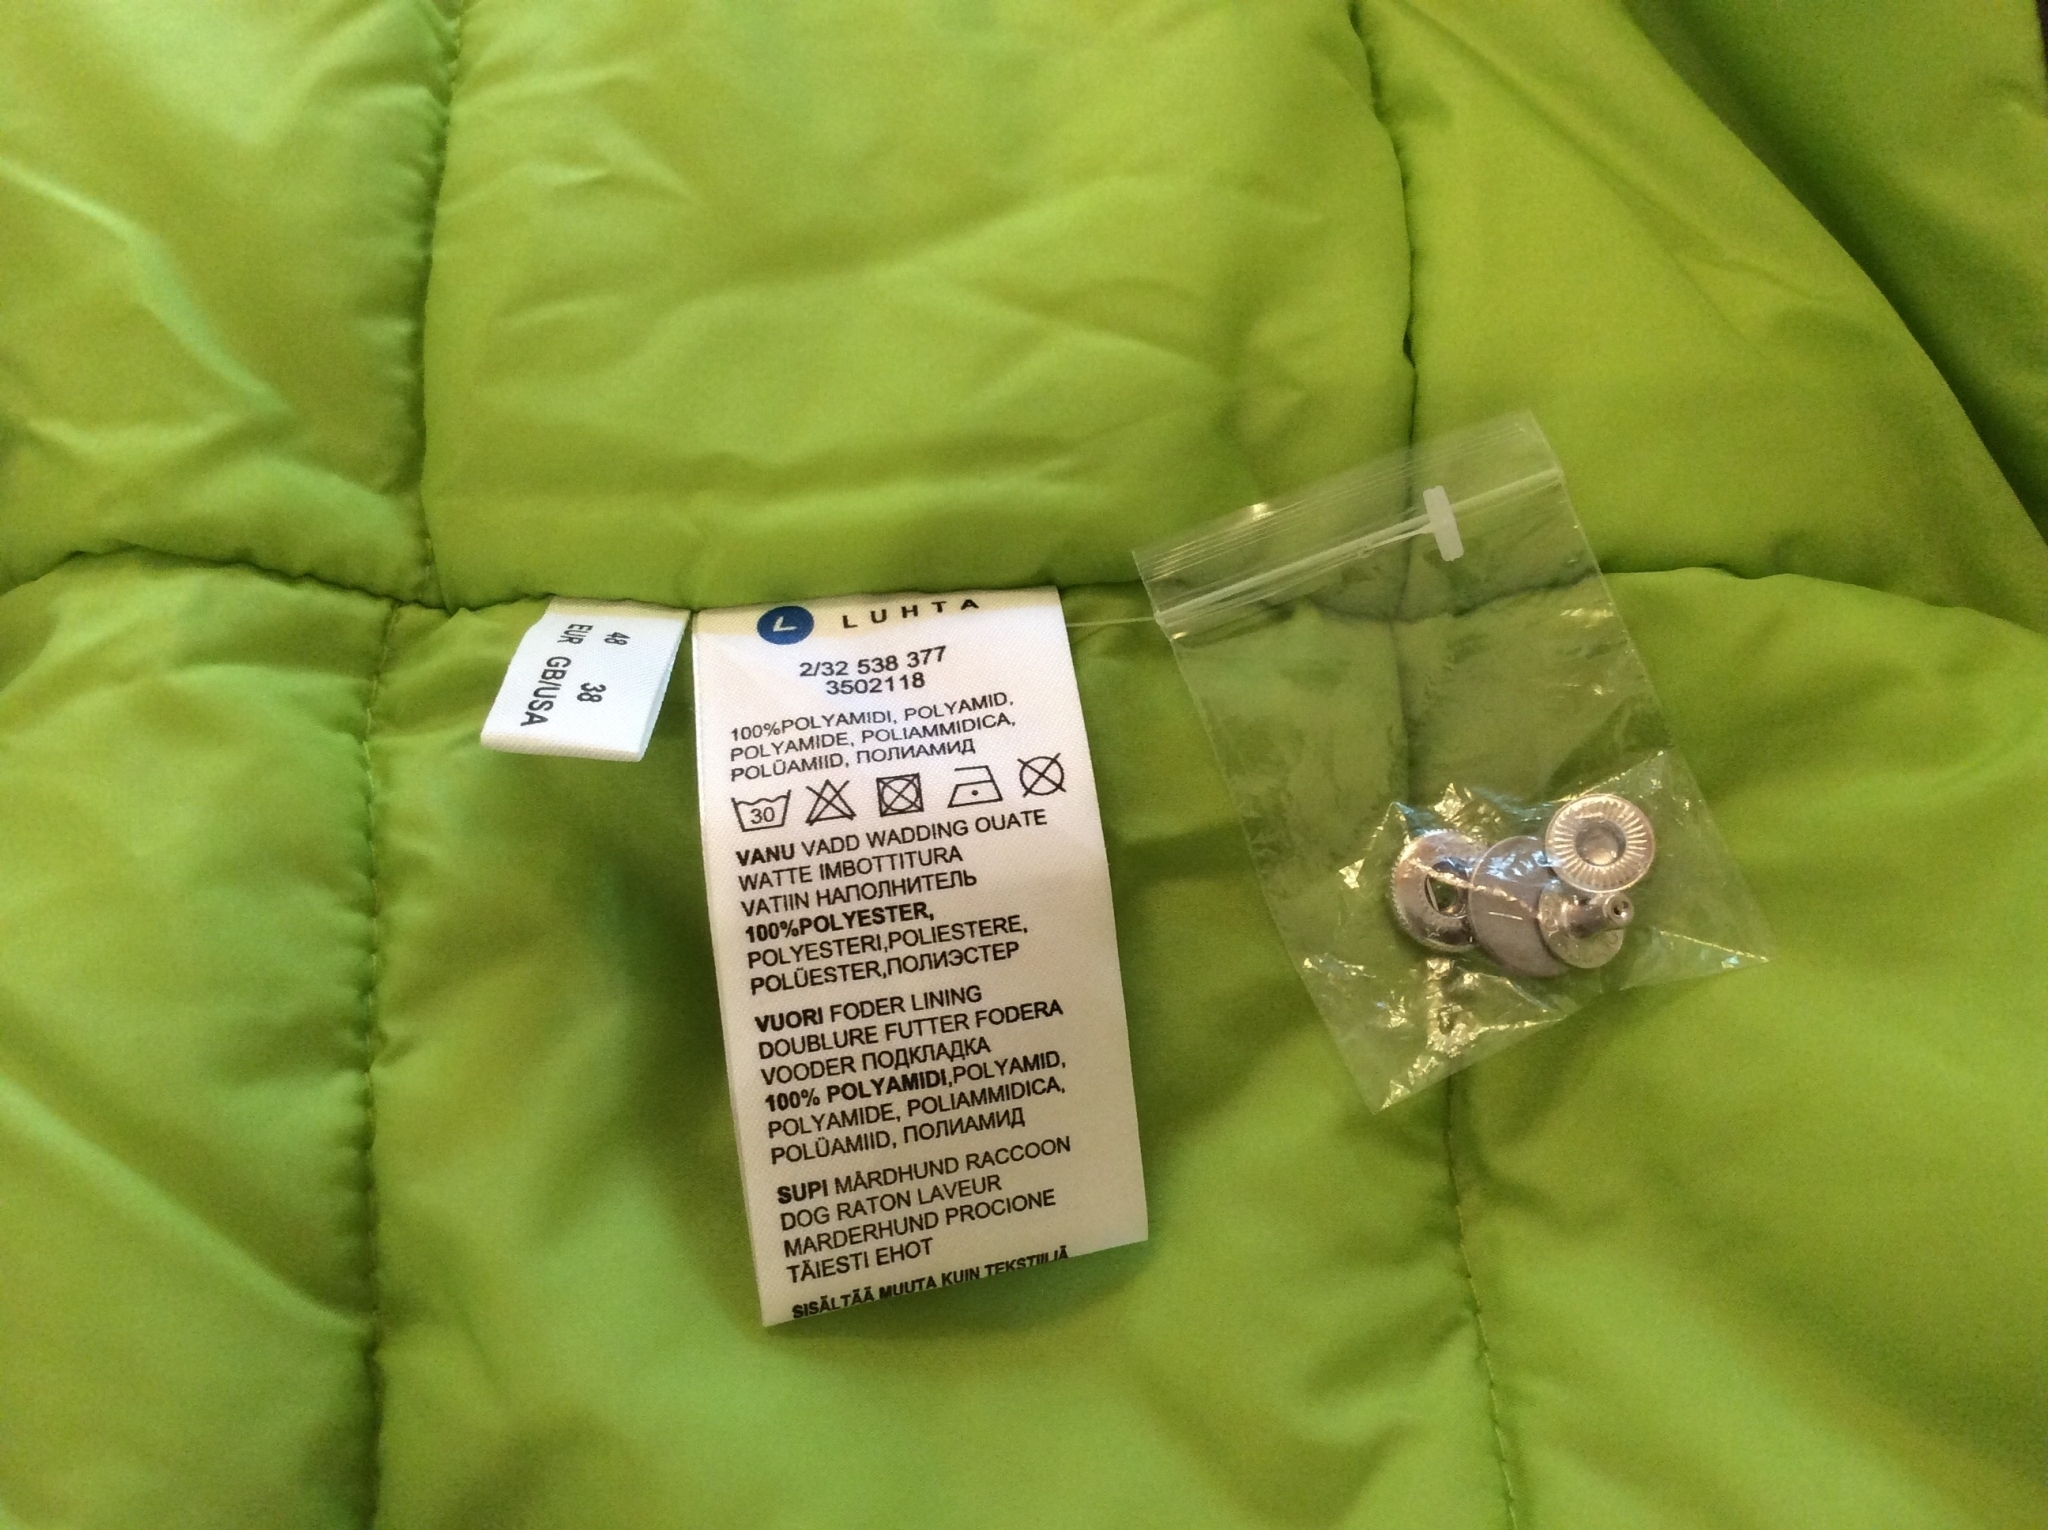 48
EUR
38
GB/USA
L LUHTA
2/32 538 377
3502118
100%POLYAMIDI, POLYAMID,
POLYAMIDE, POLIAMMIDICA,
POLÜAMIID, ПОЛИАМИД
30
VANU VADD WADDING OUATE
WATTE IMBOTTITURA
VATIIN НАПОЛНИТЕЛЬ
100%POLYESTER,
POLYESTERI,POLIESTERE,
POLÜESTER,ПОЛИЭСТЕР
VUORI FODER LINING
DOUBLURE FUTTER FODERA
VOODER ПОДКЛАДКА
100% POLYAMIDI,POLYAMID,
POLYAMIDE, POLIAMMIDICA,
POLÜAMIID, ПОЛИАМИД
SUPI MÅRDHUND RACCOON
DOG RATON LAVEUR
MARDERHUND PROCIONE
TÄIESTI EHOT
SISÄLTÄÄ MUUTA KUIN TEKSTIILIÄ